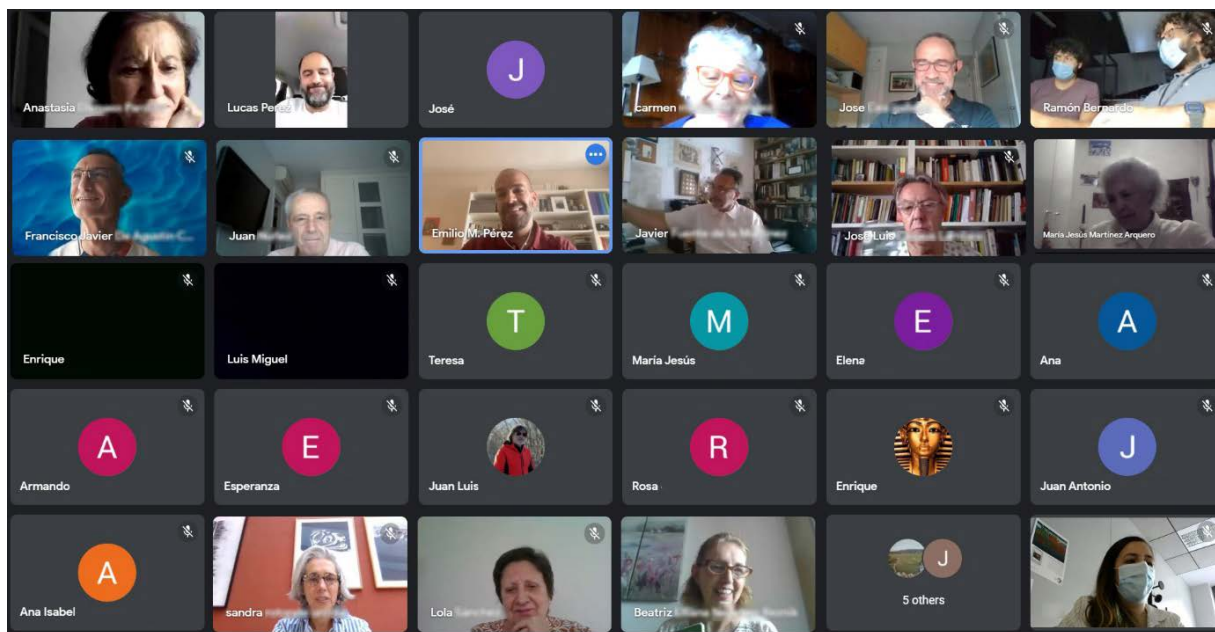 Anastasia
Lucas Perez
J
José
carmen
Jose
Ramón Bernardo
Francisco Javier
Juan
Emilio M. Pérez
Javier
José Luis
María Jesús Martínez Arquero
Enrique
Luis Miguel
T
Teresa
M
María Jesús
E
Elena
A
Ana
A
Armando
E
Esperanza
Juan Luis
R
Rosa
Enrique
J
Juan Antonio
A
Ana Isabel
sandra
Lola
Beatriz
J
5 others